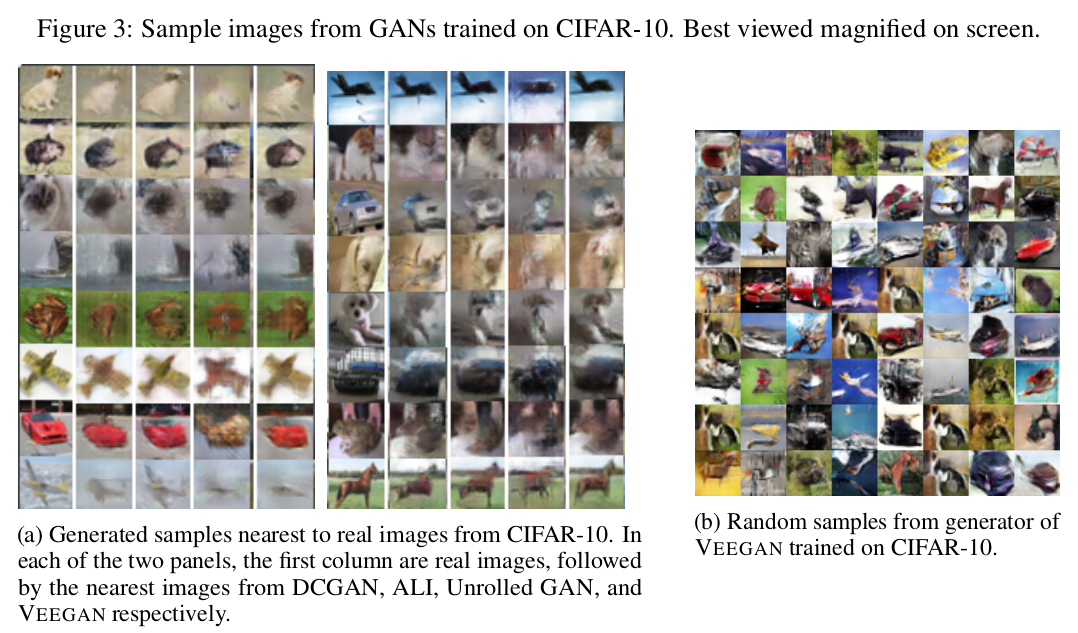 Figure 3: Sample images from GANs trained on CIFAR-10. Best viewed magnified on screen.
(a) Generated samples nearest to real images from CIFAR-10. In
each of the two panels, the first column are real images, followed
by the nearest images from DCGAN, ALI, Unrolled GAN, and
VEEGAN respectively.
(b) Random samples from generator of
VEEGAN trained on CIFAR-10.